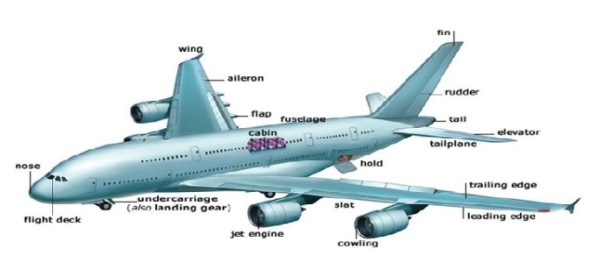 fin
wing
aileron
rudder
flap
fuselage
tail
cabin
elevator
tailplane
hold
nose
trailing edge
undercarriage
(also landing gear)
slat
leading edge
flight deck
jet engine
cowling